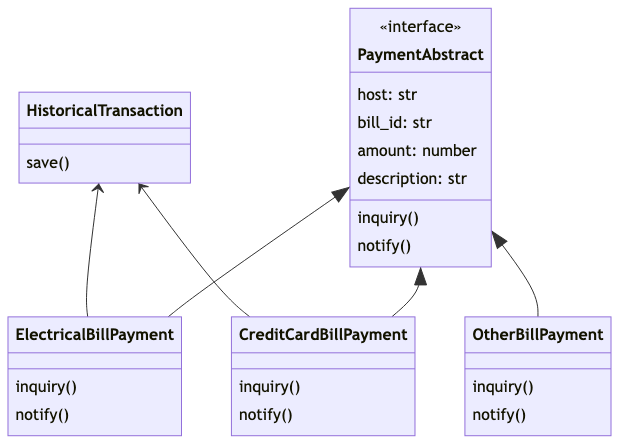 «interface»
PaymentAbstract
host: str
bill_id: str
amount: number
description: str
inquiry()
notify()
HistoricalTransaction
save()
ElectricalBillPayment
inquiry()
notify()
CreditCardBillPayment
inquiry()
notify()
OtherBillPayment
inquiry()
notify()